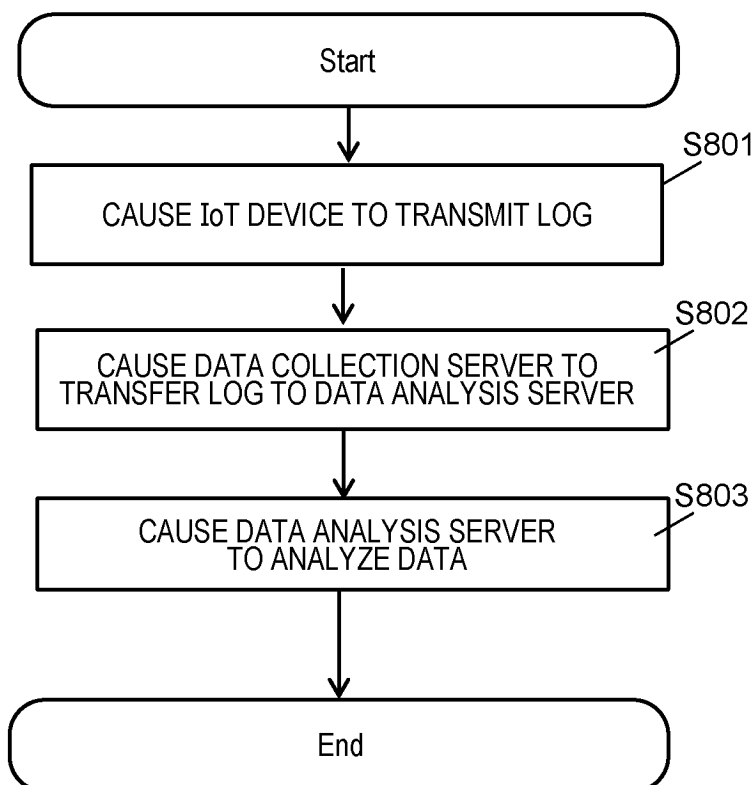 Start
S801
CAUSE IoT DEVICE TO TRANSMIT LOG
S802
CAUSE DATA COLLECTION SERVER TO
TRANSFER LOG TO DATA ANALYSIS SERVER
S803
CAUSE DATA ANALYSIS SERVER
TO ANALYZE DATA
End